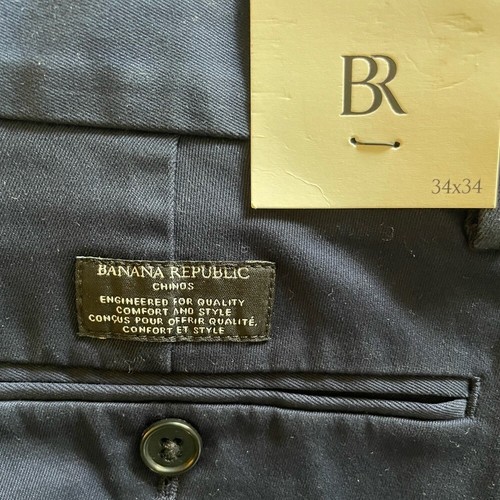 BR
34x34
BANANA REPUBLIC
CHINOS
ENGINEERED FOR QUALITY
COMFORT AND STYLE
CONÇUS POUR OFFRIR QUALITÉ,
CONFORT ET STYLE